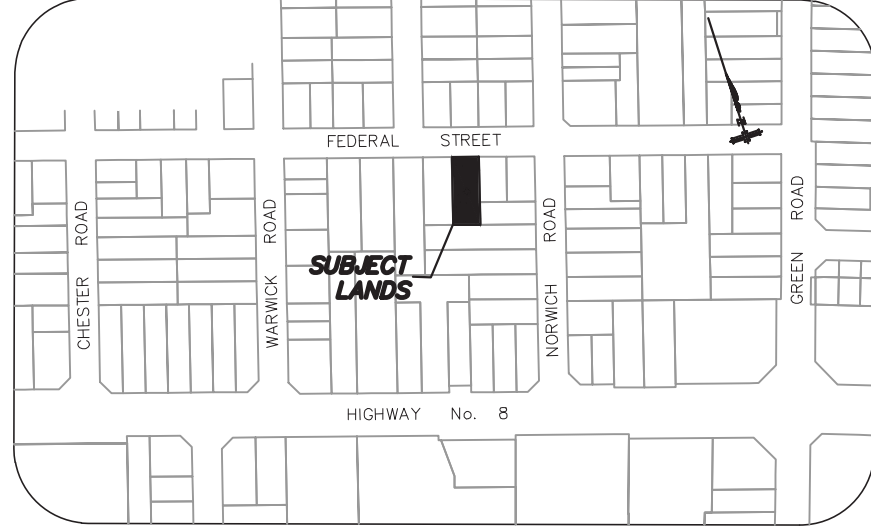 FEDERAL STREET
CHESTER ROAD
WARWICK ROAD
SUBJECT
LANDS
NORWICH ROAD
GREEN ROAD
HIGHWAY No. 8